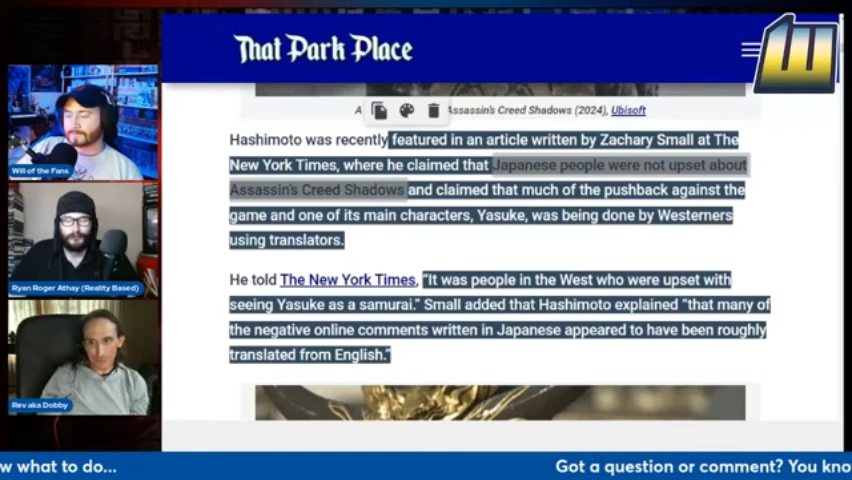 That Park Place
A
Assassin's Creed Shadows (2024), Ubisoft
Hashimoto was recently featured in an article written by Zachary Small at The
New York Times, where he claimed that Japanese people were not upset about
Assassin's Creed Shadows and claimed that much of the pushback against the
game and one of its main characters, Yasuke, was being done by Westerners
using translators.
He told The New York Times, “It was people in the West who were upset with
seeing Yasuke as a samurai.” Small added that Hashimoto explained “that many of
the negative online comments written in Japanese appeared to have been roughly
translated from English.”
Will of the Fans
Ryan Roger Athay (Reality Based)
Rev aka Dobby
w what to do... Got a question or comment? You kno